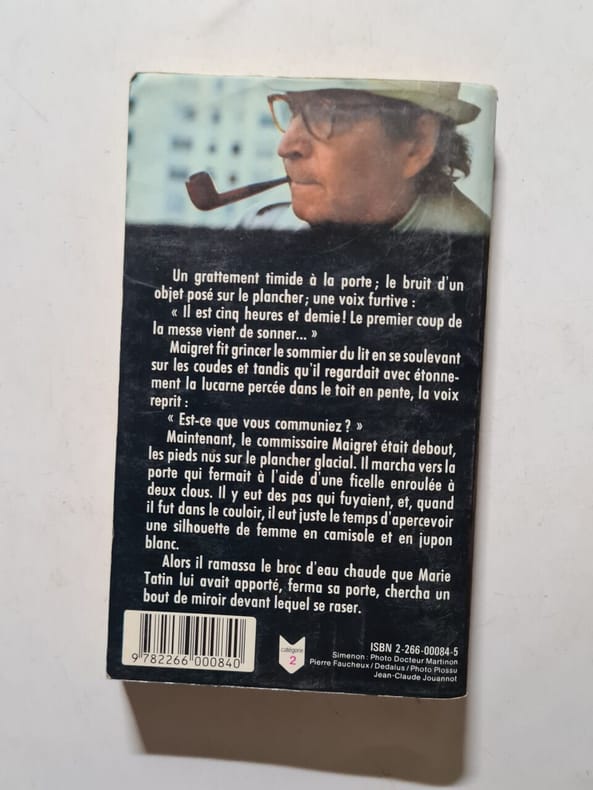 Un grattement timide à la porte ; le bruit d'un
objet posé sur le plancher ; une voix furtive :
« Il est cinq heures et demie ! Le premier coup de
la messe vient de sonner... »
Maigret fit grincer le sommier du lit en se soulevant
sur les coudes et tandis qu'il regardait avec étonne-
ment la lucarne percée dans le toit en pente, la voix
reprit :
« Est-ce que vous communiez ? »
Maintenant, le commissaire Maigret était debout,
les pieds nus sur le plancher glacial. Il marcha vers la
porte qui fermait à l'aide d'une ficelle enroulée à
deux clous. Il y eut des pas qui fuyaient, et, quand
il fut dans le couloir, il eut juste le temps d'apercevoir
une silhouette de femme en camisole et en jupon
blanc.
Alors il ramassa le broc d'eau chaude que Marie
Tatin lui avait apporté, ferma sa porte, chercha un
bout de miroir devant lequel se raser.
9 782266 000840
catégorie
2
ISBN 2-266-00084-5
Simenon : Photo Docteur Martinon
Pierre Faucheux / Dedalus / Photo Plossu
Jean-Claude Jouannot